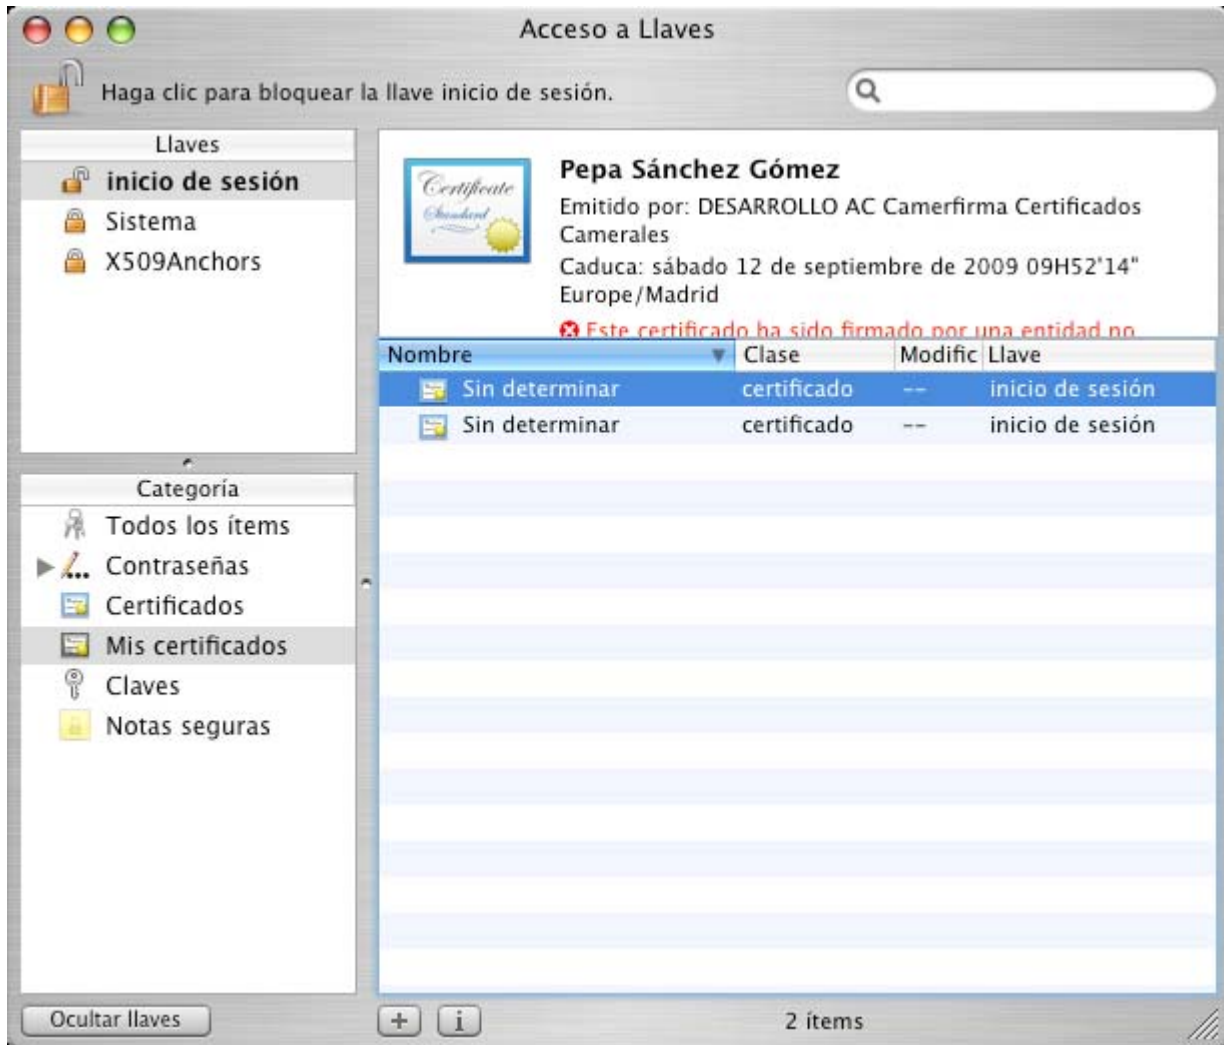 Acceso a Llaves
Haga clic para bloquear la llave inicio de sesión.
Llaves
inicio de sesión
Sistema
X509Anchors
Certificate
Standard
Pepa Sánchez Gómez
Emitido por: DESARROLLO AC Camerfirma Certificados
Camerales
Caduca: sábado 12 de septiembre de 2009 09H52'14"
Europe/Madrid
Este certificado ha sido firmado por una entidad no
Nombre Clase Modific Llave
Sin determinar certificado -- inicio de sesión
Sin determinar certificado -- inicio de sesión
Categoría
Todos los ítems
Contraseñas
Certificados
Mis certificados
Claves
Notas seguras
Ocultar llaves
+ i
2 ítems